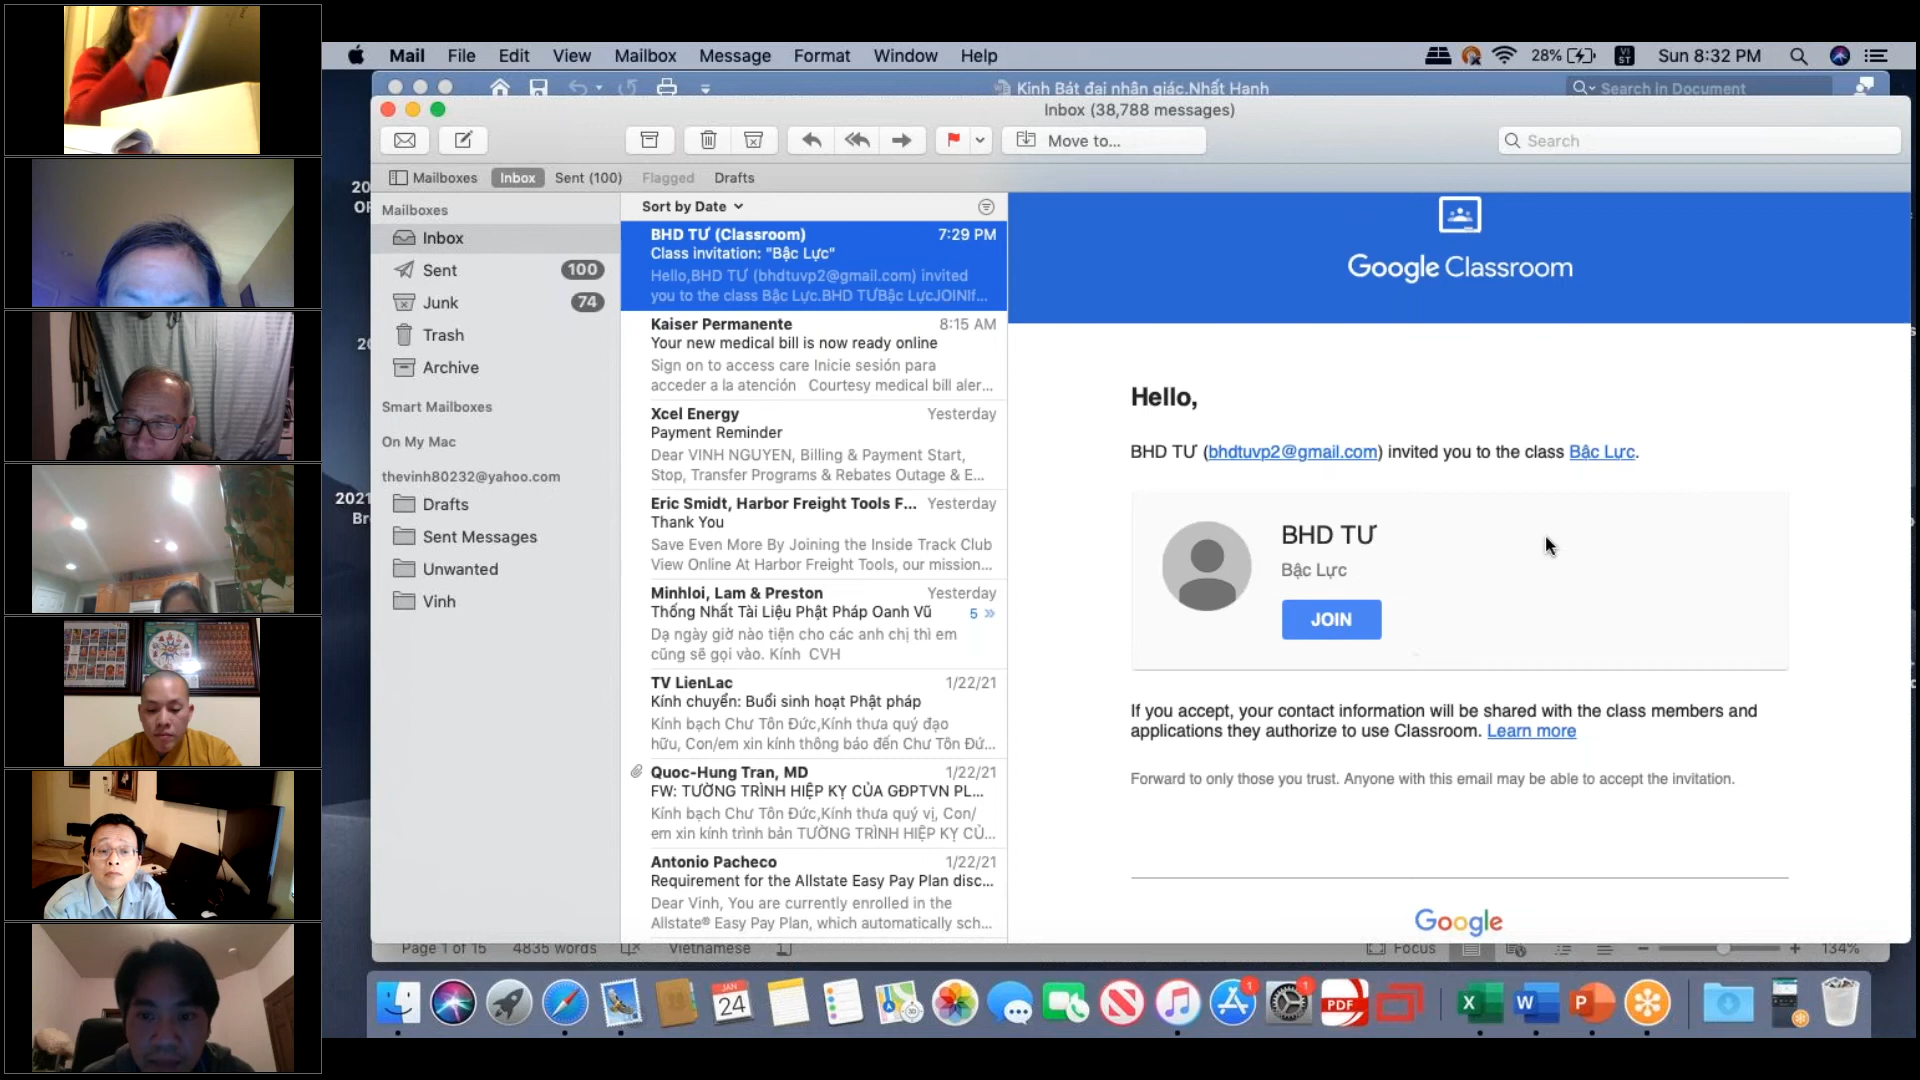 Mail File Edit View Mailbox Message Format Window Help
28%
VI
ST
Sun 8:32 PM
Kinh Bát đại nhân giác.Nhất Hạnh
Search in Document
Inbox (38,788 messages)
Move to...
Search
Mailboxes Inbox Sent (100) Flagged Drafts
Mailboxes
Inbox
Sent 100
Junk 74
Trash
Archive
Smart Mailboxes
On My Mac
thevinh80232@yahoo.com
Drafts
Sent Messages
Unwanted
Vinh
Sort by Date
BHD TƯ (Classroom) 7:29 PM
Class invitation: "Bậc Lực"
Hello,BHD TƯ (bhdtuvp2@gmail.com) invited
you to the class Bậc Lực.BHD TƯBậc LựcJOINIf...
Kaiser Permanente 8:15 AM
Your new medical bill is now ready online
Sign on to access care Inicie sesión para
acceder a la atención Courtesy medical bill aler...
Xcel Energy Yesterday
Payment Reminder
Dear VINH NGUYEN, Billing & Payment Start,
Stop, Transfer Programs & Rebates Outage & E...
Eric Smidt, Harbor Freight Tools F... Yesterday
Thank You
Save Even More By Joining the Inside Track Club
View Online At Harbor Freight Tools, our mission...
Minhloi, Lam & Preston Yesterday
Thống Nhất Tài Liệu Phật Pháp Oanh Vũ 5 »
Dạ ngày giờ nào tiện cho các anh chị thì em
cũng sẽ gọi vào. Kính CVH
TV LienLac 1/22/21
Kính chuyển: Buổi sinh hoạt Phật pháp
Kính bạch Chư Tôn Đức,Kính thưa quý đạo
hữu, Con/em xin kính thông báo đến Chư Tôn Đứ...
Quoc-Hung Tran, MD 1/22/21
FW: TƯỜNG TRÌNH HIỆP KỴ CỦA GĐPTVN PL...
Kính bạch Chư Tôn Đức,Kính thưa quý vị, Con/
em xin kính trình bản TƯỜNG TRÌNH HIỆP KỴ CỦ...
Antonio Pacheco 1/22/21
Requirement for the Allstate Easy Pay Plan disc...
Dear Vinh, You are currently enrolled in the
Allstate® Easy Pay Plan, which automatically sch...
Google Classroom
Hello,
BHD TƯ (bhdtuvp2@gmail.com) invited you to the class Bậc Lực.
BHD TƯ
Bậc Lực
JOIN
If you accept, your contact information will be shared with the class members and
applications they authorize to use Classroom. Learn more
Forward to only those you trust. Anyone with this email may be able to accept the invitation.
Google
Page 1 of 15 4835 words Vietnamese Focus 134%
20
20
2021
JAN
24
1
1
PDF
X
W
P